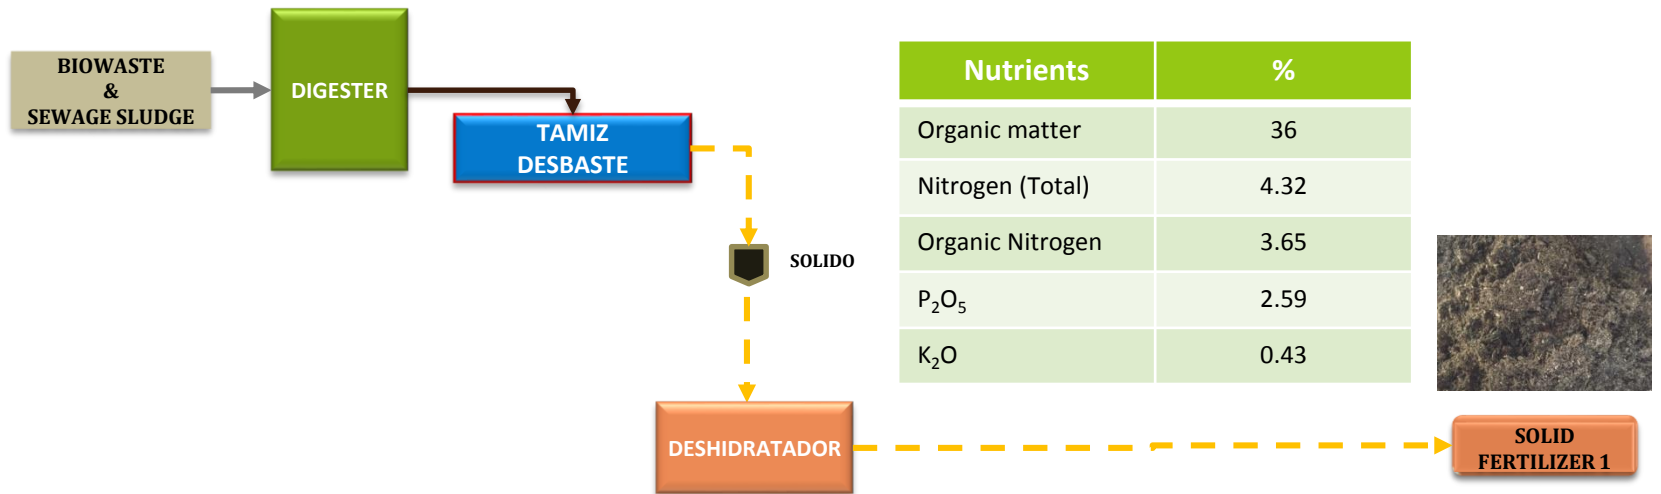 BIOWASTE
&
SEWAGE SLUDGE
DIGESTER
TAMIZ
DESBASTE
SOLIDO
DESHIDRATADOR
SOLID
FERTILIZER 1
Nutrients %
Organic matter 36
Nitrogen (Total) 4.32
Organic Nitrogen 3.65
P₂O₅ 2.59
K₂O 0.43